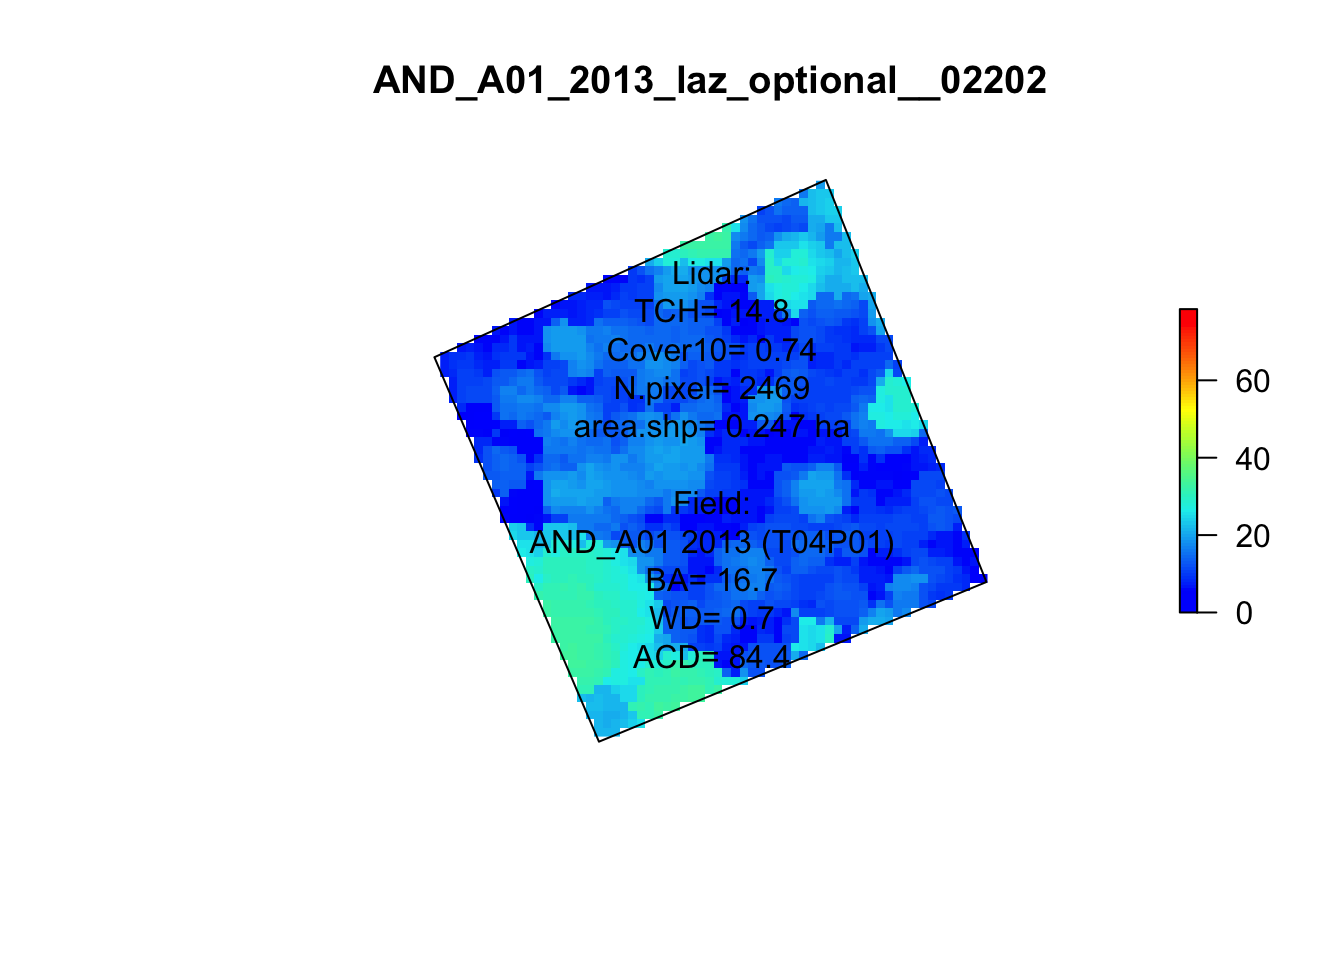 AND_A01_2013_laz_optional__02202
Lidar:
TCH= 14.8
Cover10= 0.74
N.pixel= 2469
area.shp= 0.247 ha
Field:
AND_A01 2013 (T04P01)
BA= 16.7
WD= 0.7
ACD= 84.4
60
40
20
0